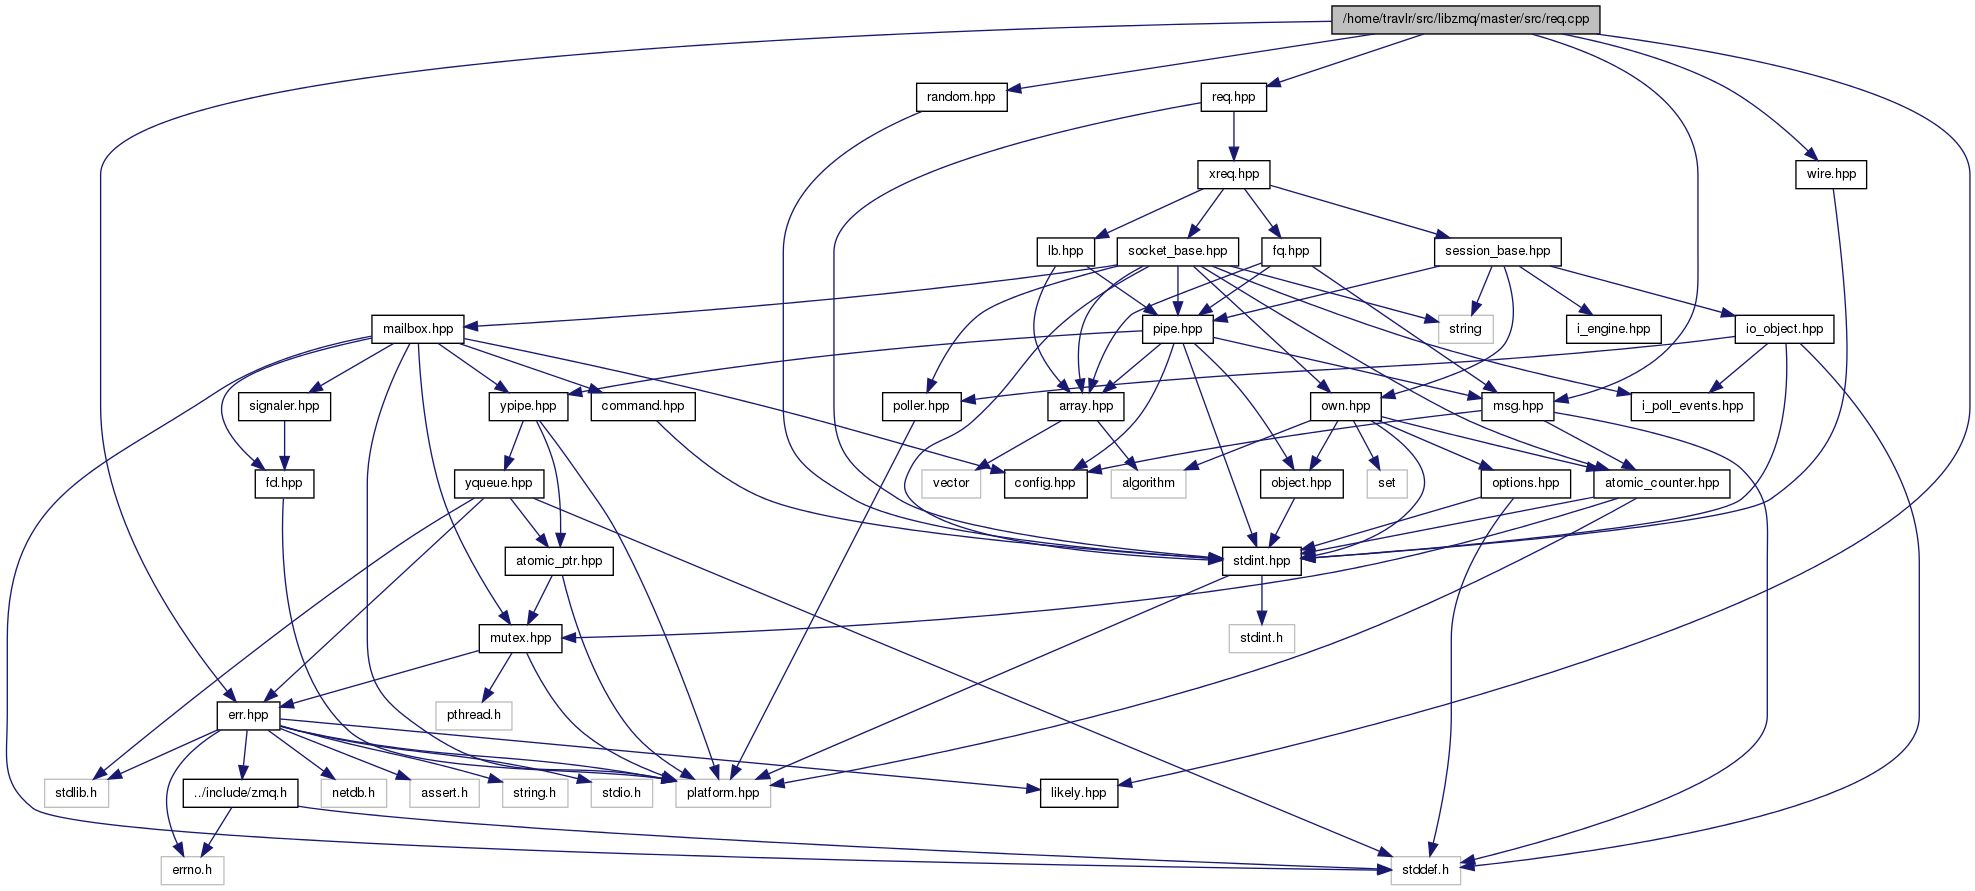 /home/travlr/src/libzmq/master/src/req.cpp
random.hpp
req.hpp
xreq.hpp
wire.hpp
lb.hpp
socket_base.hpp
fq.hpp
session_base.hpp
mailbox.hpp
pipe.hpp
string
i_engine.hpp
io_object.hpp
signaler.hpp
ypipe.hpp
command.hpp
poller.hpp
array.hpp
own.hpp
msg.hpp
i_poll_events.hpp
fd.hpp
yqueue.hpp
vector
config.hpp
algorithm
object.hpp
set
options.hpp
atomic_counter.hpp
atomic_ptr.hpp
stdint.hpp
mutex.hpp
stdint.h
err.hpp
pthread.h
stdlib.h
../include/zmq.h
netdb.h
assert.h
string.h
stdio.h
platform.hpp
likely.hpp
errno.h
stddef.h